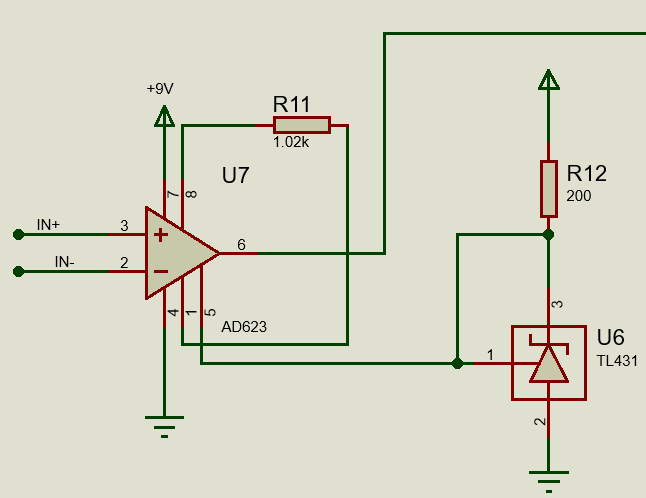 +9V
R11
1.02k
U7
7
8
IN+
3
IN-
2
6
4
1
5
AD623
R12
200
3
1
U6
TL431
2